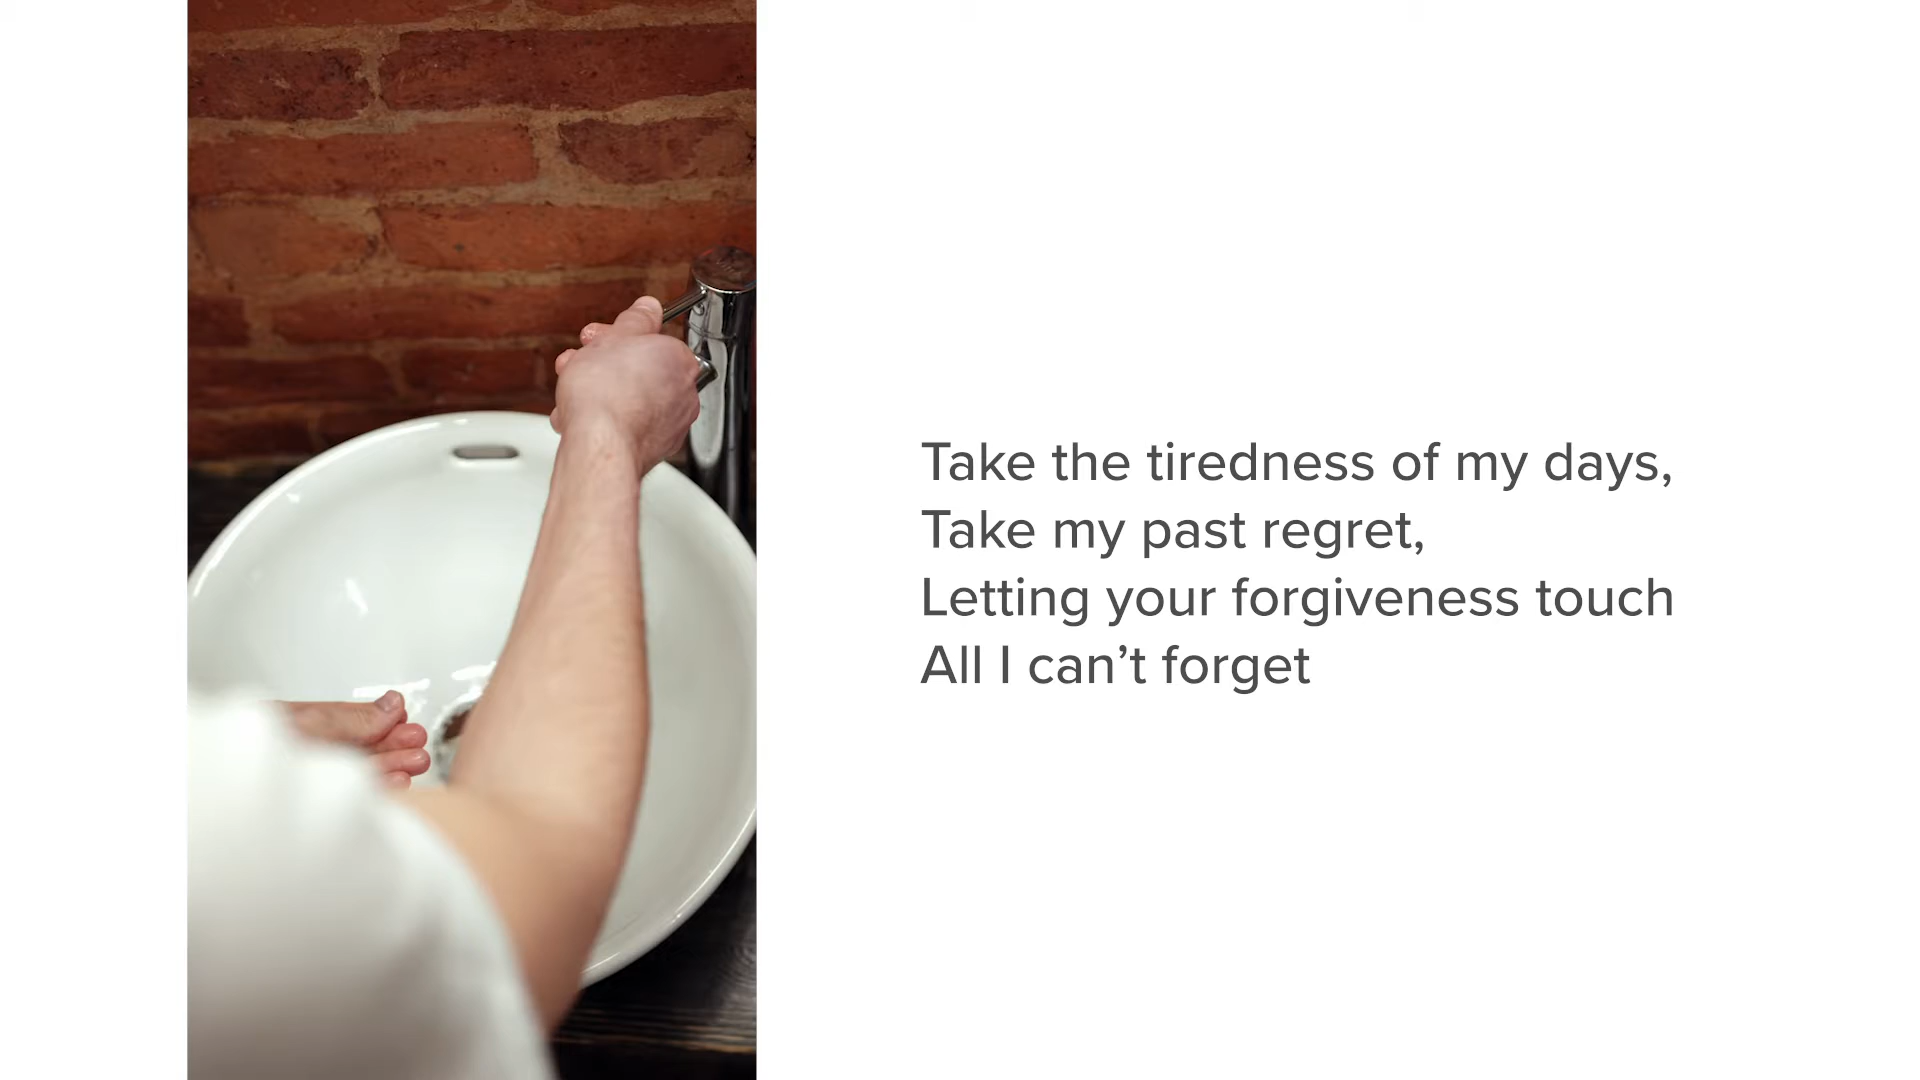 Take the tiredness of my days,
Take my past regret,
Letting your forgiveness touch
All I can’t forget